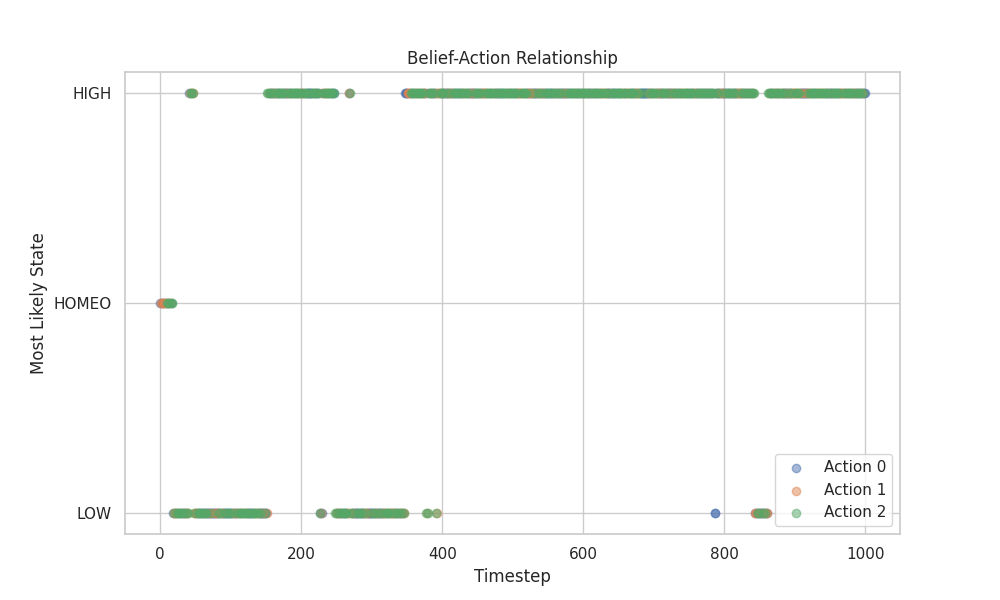 Belief-Action Relationship
HIGH
HOMEO
LOW
Most Likely State
Action 0
Action 1
Action 2
0
200
400
600
800
1000
Timestep